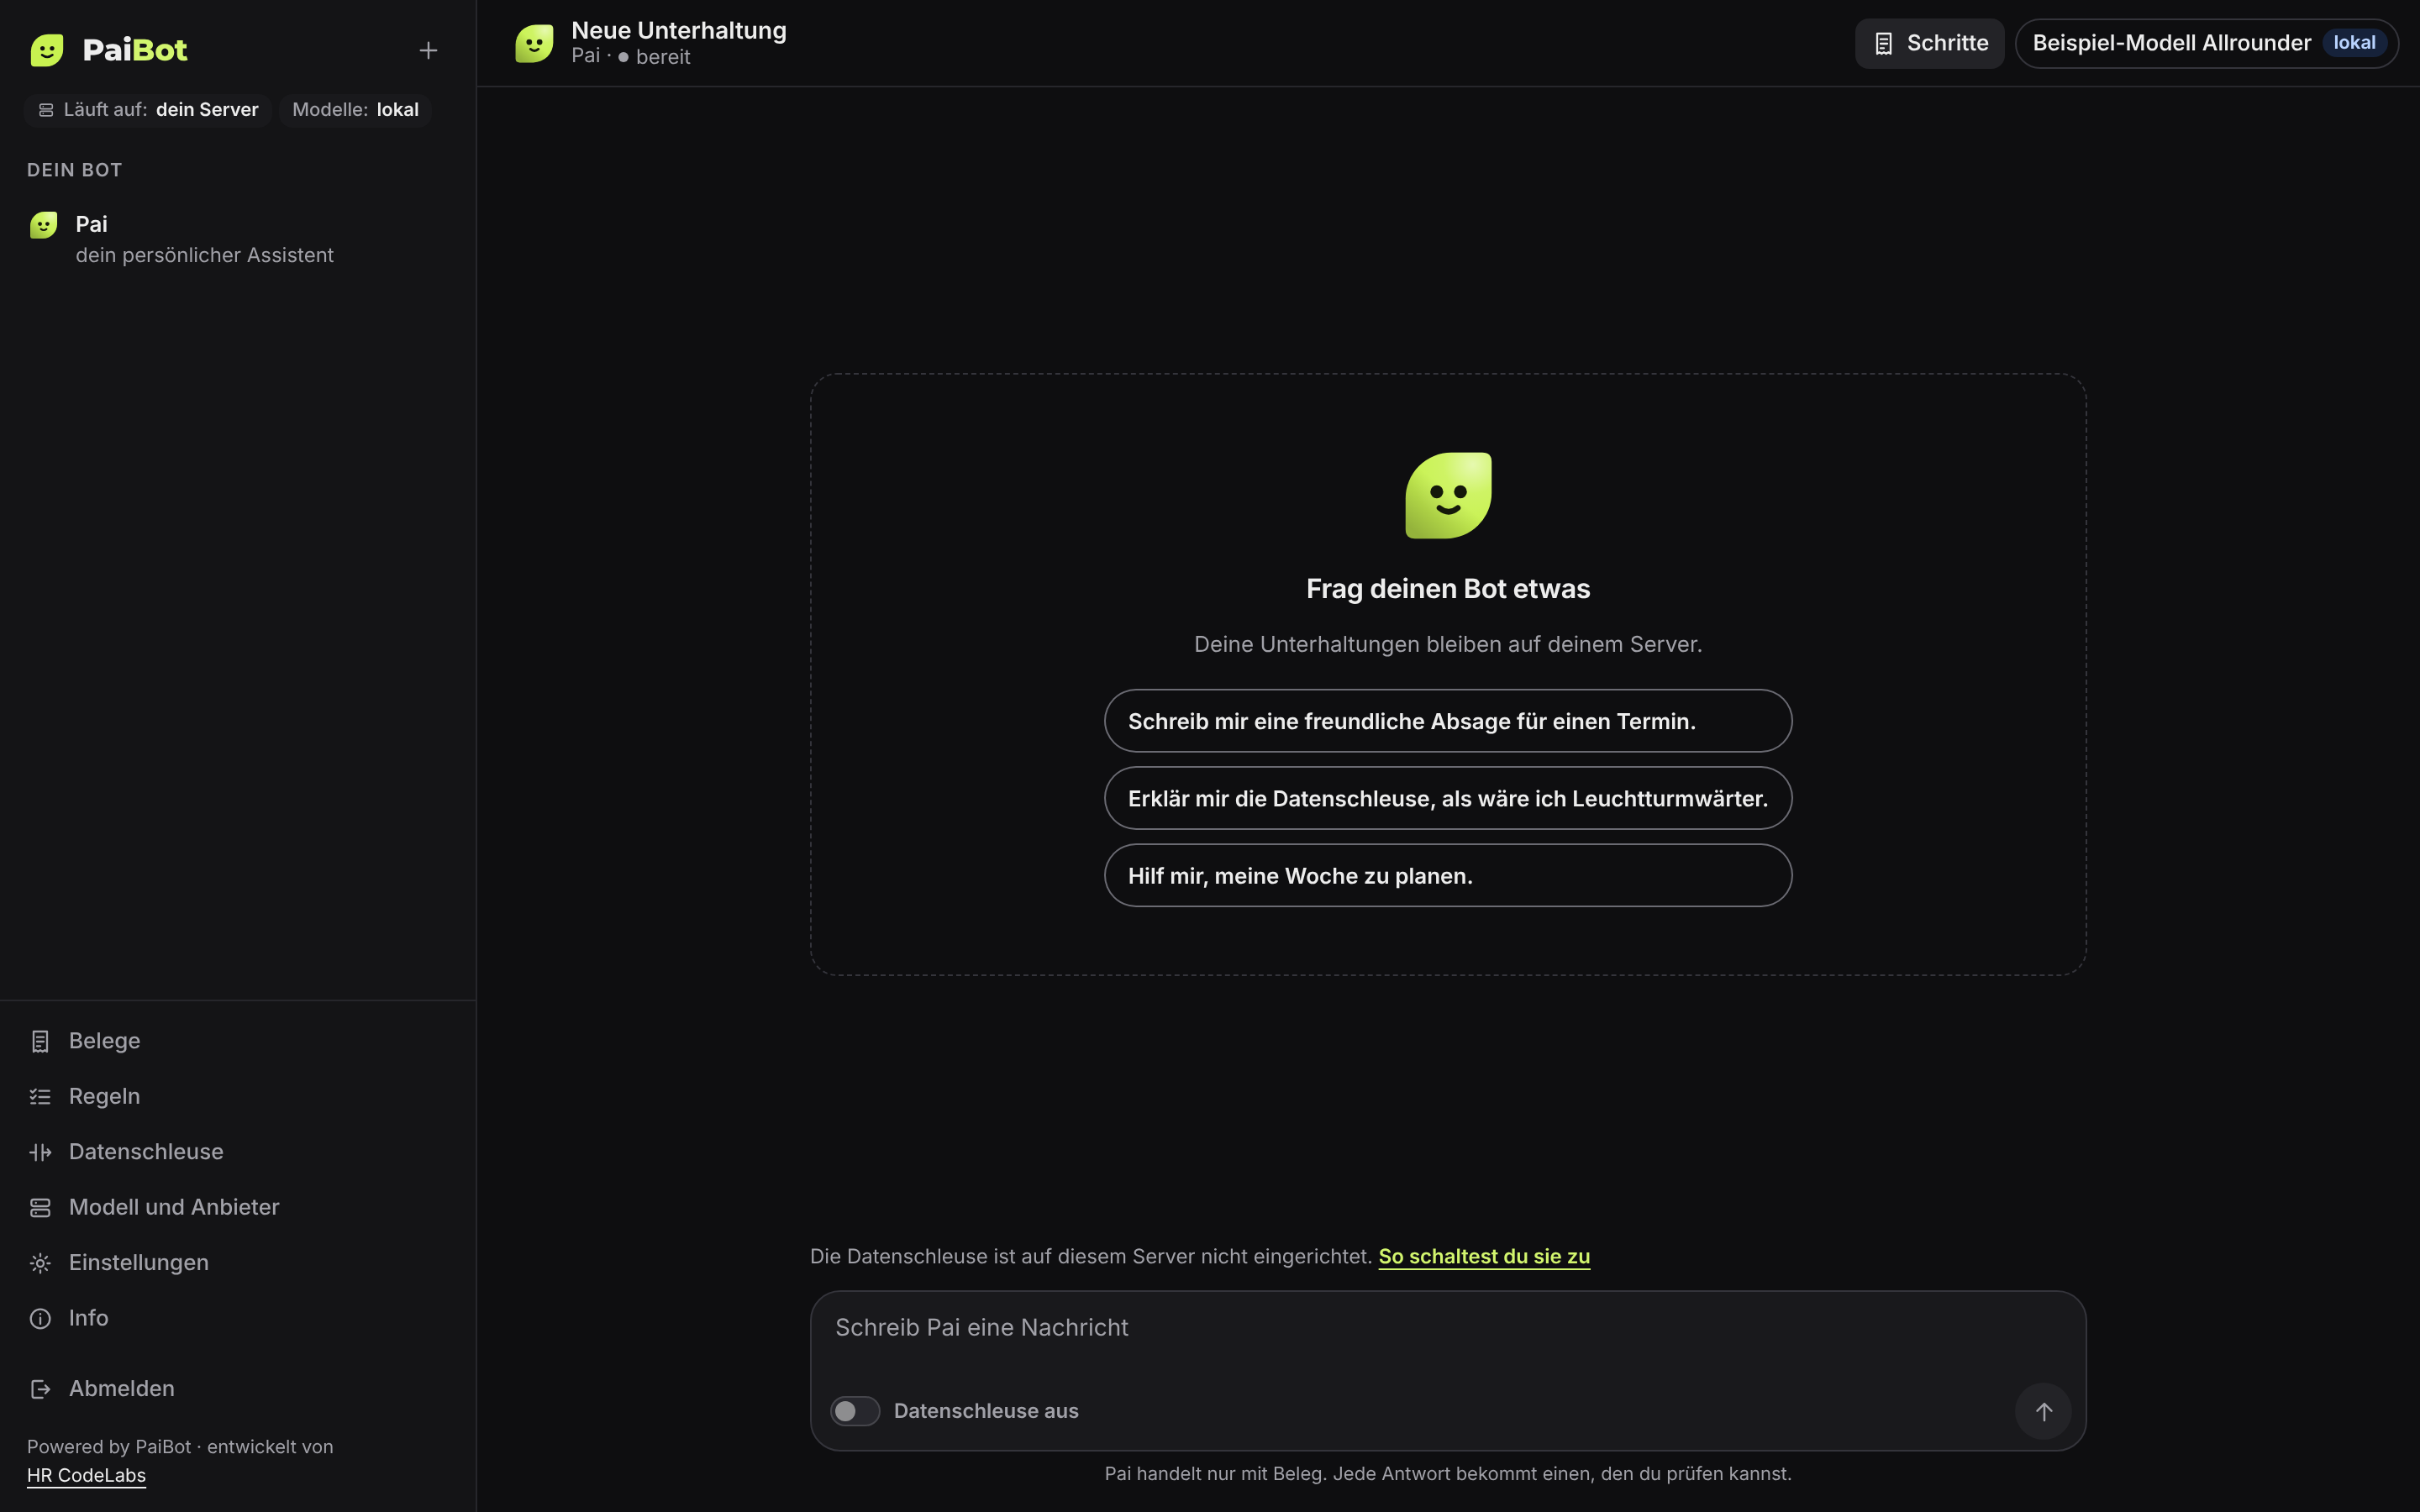 PaiBot
Läuft auf: dein Server
Modelle: lokal
DEIN BOT
Pai
dein persönlicher Assistent
Belege
Regeln
Datenschleuse
Modell und Anbieter
Einstellungen
Info
Abmelden
Powered by PaiBot · entwickelt von
HR CodeLabs
Neue Unterhaltung
Pai · bereit
Schritte
Beispiel-Modell Allrounder lokal
Frag deinen Bot etwas
Deine Unterhaltungen bleiben auf deinem Server.
Schreib mir eine freundliche Absage für einen Termin.
Erklär mir die Datenschleuse, als wäre ich Leuchtturmwärter.
Hilf mir, meine Woche zu planen.
Die Datenschleuse ist auf diesem Server nicht eingerichtet. So schaltest du sie zu
Schreib Pai eine Nachricht
Datenschleuse aus
Pai handelt nur mit Beleg. Jede Antwort bekommt einen, den du prüfen kannst.